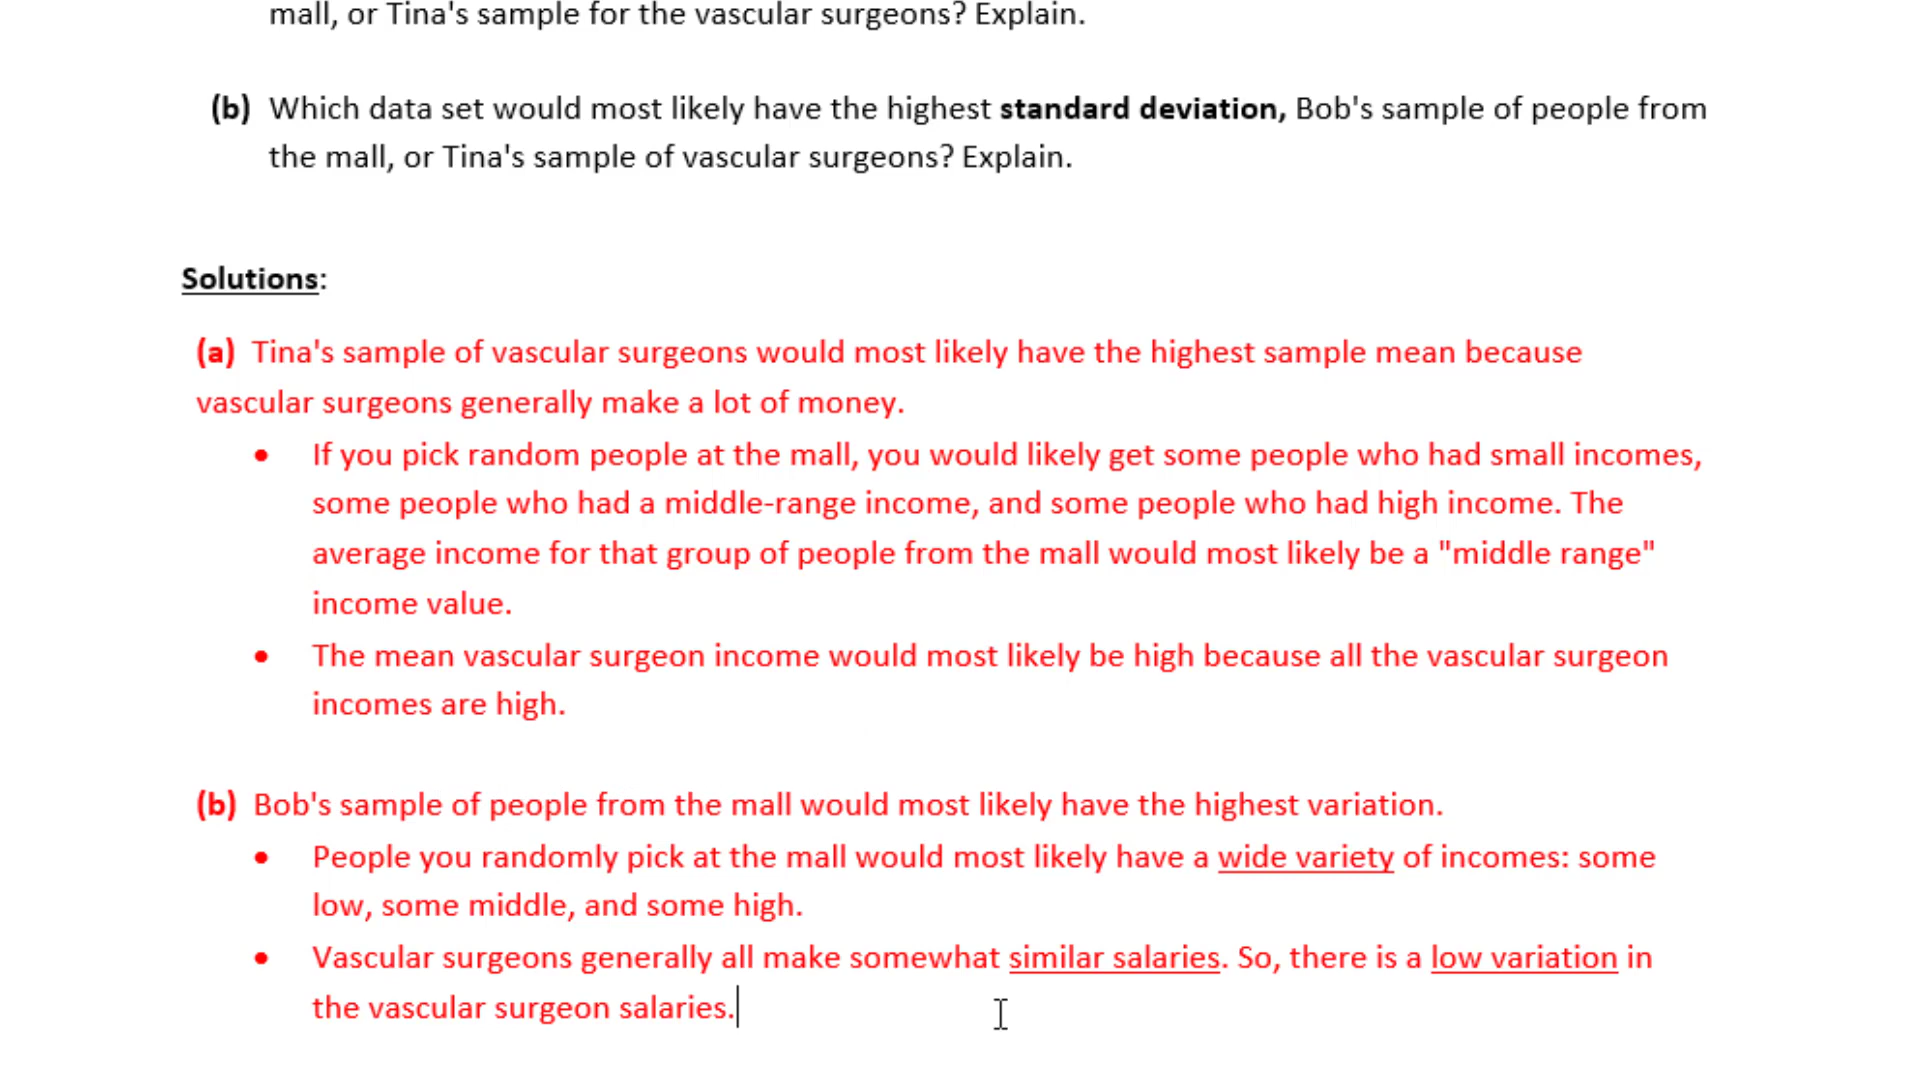 mall, or Tina's sample for the vascular surgeons? Explain.
(b) Which data set would most likely have the highest standard deviation, Bob's sample of people from
the mall, or Tina's sample of vascular surgeons? Explain.
Solutions:
(a) Tina's sample of vascular surgeons would most likely have the highest sample mean because
vascular surgeons generally make a lot of money.
• If you pick random people at the mall, you would likely get some people who had small incomes,
some people who had a middle-range income, and some people who had high income. The
average income for that group of people from the mall would most likely be a "middle range"
income value.
• The mean vascular surgeon income would most likely be high because all the vascular surgeon
incomes are high.
(b) Bob's sample of people from the mall would most likely have the highest variation.
• People you randomly pick at the mall would most likely have a wide variety of incomes: some
low, some middle, and some high.
• Vascular surgeons generally all make somewhat similar salaries. So, there is a low variation in
the vascular surgeon salaries.